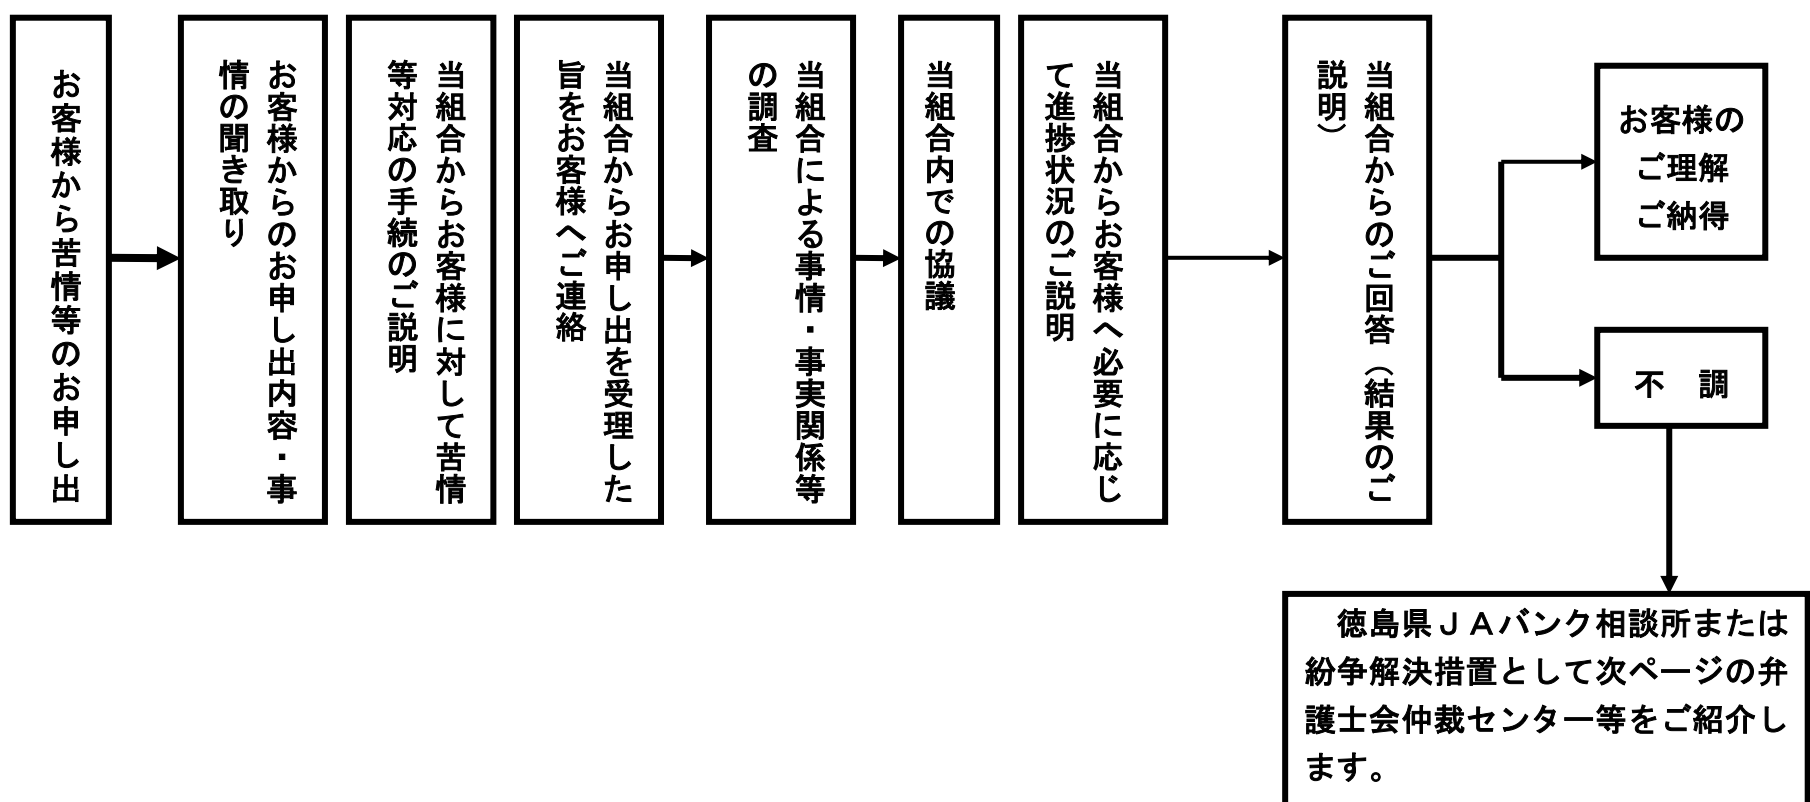 お客様から苦情等のお申し出
お客様からのお申し出内容・事
情の聞き取り
当組合からお客様に対して苦情
等対応の手続のご説明
当組合からお申し出を受理した
旨をお客様へご連絡
当組合による事情・事実関係等
の調査
当組合内での協議
当組合からお客様へ必要に応じ
て進捗状況のご説明
当組合からのご回答（結果のご
説明）
お客様の
ご理解
ご納得
不　調
徳島県ＪＡバンク相談所または
紛争解決措置として次ページの弁
護士会仲裁センター等をご紹介し
ます。